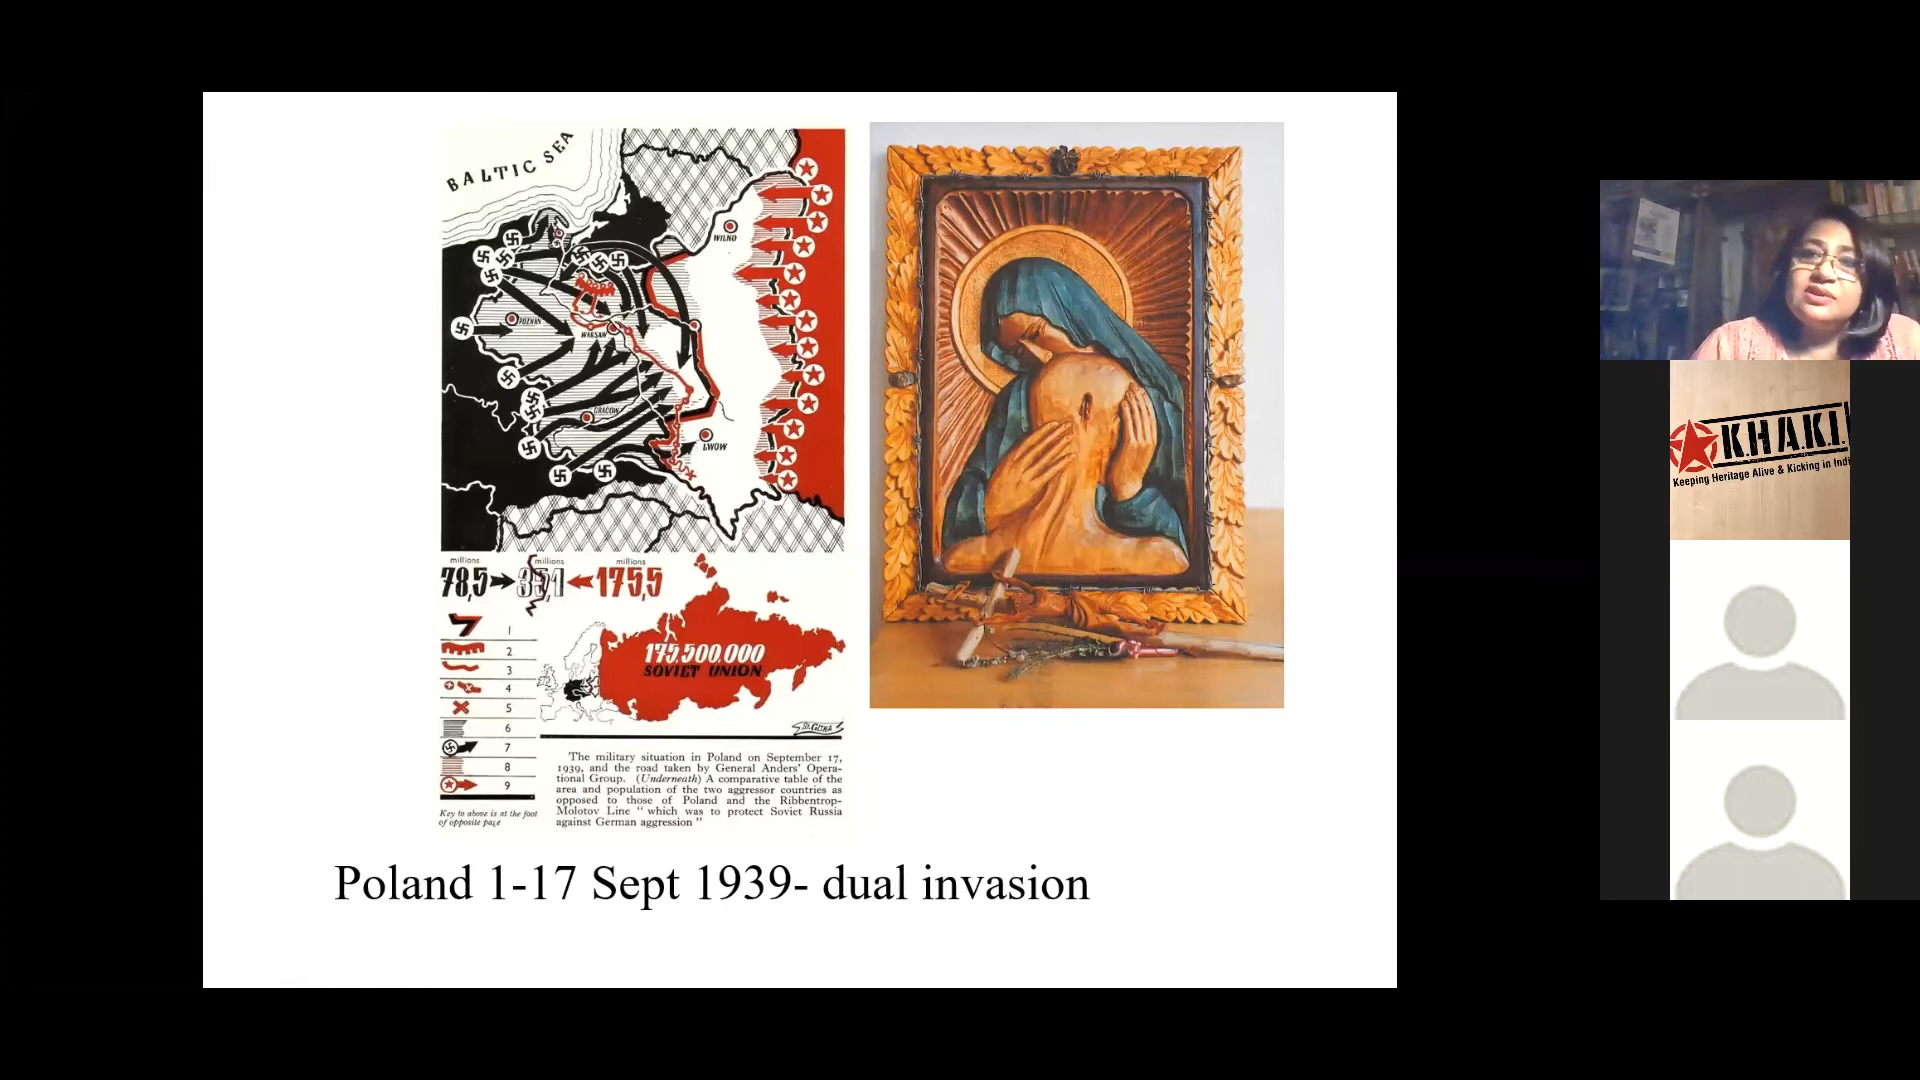 BALTIC SEA
WILNO
POZNAN
WARSAW
CRACOW
LWOW
millions
millions
millions
78,5
35,1
175,5
1
2
3
4
5
6
7
8
9
175.500,000
SOVIET UNION
Key to above is at the foot
of opposite page
The military situation in Poland on September 17,
1939, and the road taken by General Anders' Opera-
tional Group. (Underneath) A comparative table of the
area and population of the two aggressor countries as
opposed to those of Poland and the Ribbentrop-
Molotov Line “ which was to protect Soviet Russia
against German aggression ”
Poland 1-17 Sept 1939- dual invasion
K.H.A.K.I.
Keeping Heritage Alive & Kicking in Indi